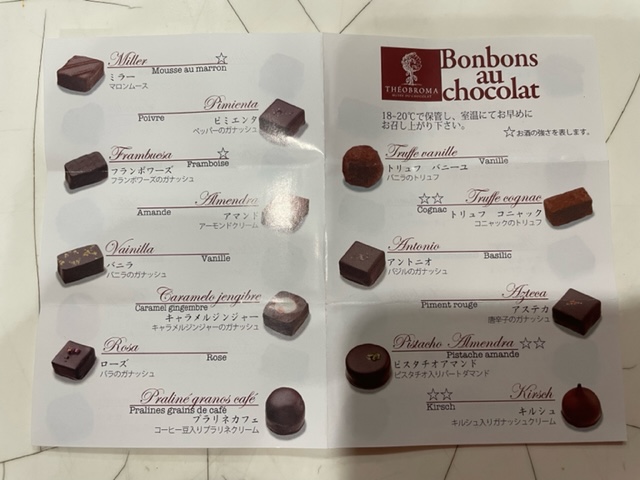 Miller ☆
Mousse au marron
ミラー
マロンムース
Pimienta
Poivre
ピミエンタ
ペッパーのガナッシュ
Frambuesa ☆
Framboise
フランボワーズ
フランボワーズのガナッシュ
Almendra
Amande
アマンド
アーモンドクリーム
Vainilla
Vanille
バニラ
バニラのガナッシュ
Caramelo jengibre
Caramel gingembre
キャラメルジンジャー
キャラメルジンジャーのガナッシュ
Rosa
Rose
ローズ
バラのガナッシュ
Praliné granos café
Pralines grains de café
プラリネカフェ
コーヒー豆入りプラリネクリーム
THÉOBROMA
Bonbons
au
chocolat
18-20℃で保管し、室温にてお早めに
お召し上がり下さい。
☆お酒の強さを表します。
Truffe vanille
Vanille
トリュフ バニーユ
バニラのトリュフ
☆☆ Truffe cognac
Cognac
トリュフ コニャック
コニャックのトリュフ
Antonio
Basilic
アントニオ
バジルのガナッシュ
Azteca
Piment rouge
アステカ
唐辛子のガナッシュ
Pistacho Almendra ☆☆
Pistache amande
ピスタチオアマンド
ピスタチオ入りパートダマンド
☆☆ Kirsch
Kirsch
キルシュ
キルシュ入りガナッシュクリーム